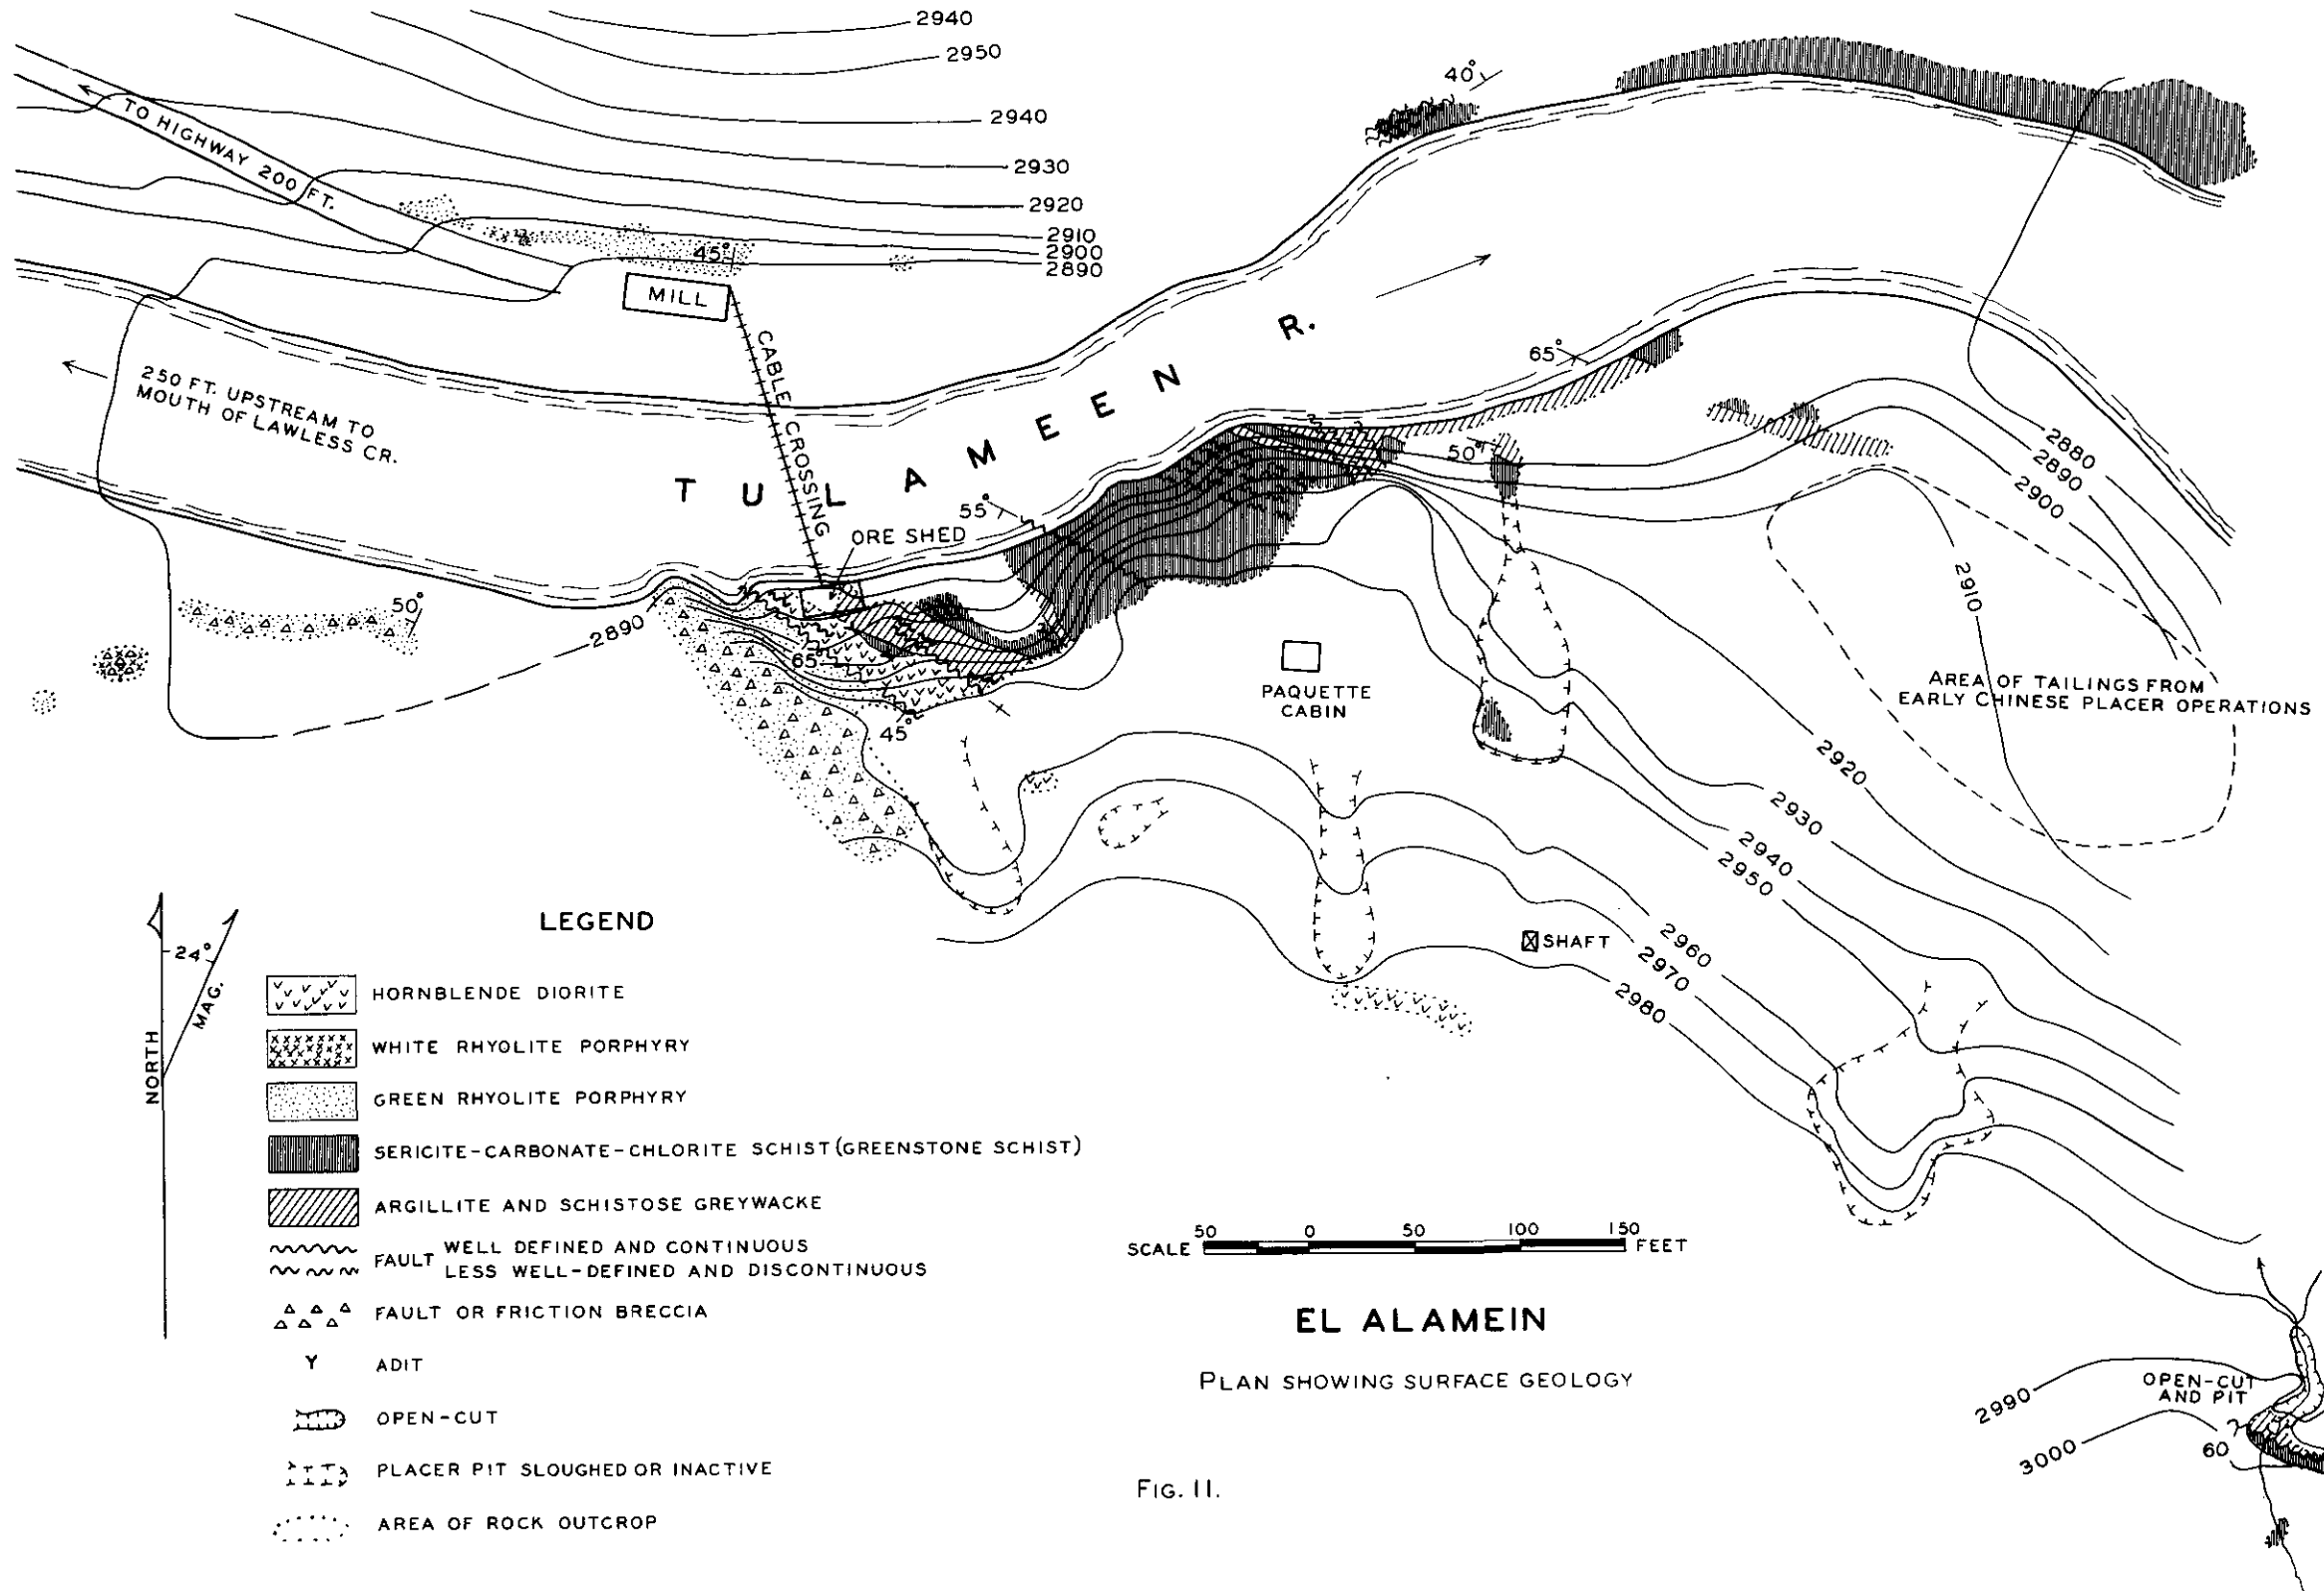 2940
2950
2940
2930
2920
2910
2900
2890
TO HIGHWAY 200 FT.
40°
45°
MILL
CABLE CROSSING
250 FT. UPSTREAM TO
MOUTH OF LAWLESS CR.
TULAMEEN R.
65°
50°
55°
ORE SHED
50°
2890
65°
45°
2880
2890
2900
2910
PAQUETTE
CABIN
AREA OF TAILINGS FROM
EARLY CHINESE PLACER OPERATIONS
2920
2930
2940
2950
2960
2970
2980
SHAFT
24°
MAG.
NORTH
LEGEND
HORNBLENDE DIORITE
WHITE RHYOLITE PORPHYRY
GREEN RHYOLITE PORPHYRY
SERICITE-CARBONATE-CHLORITE SCHIST (GREENSTONE SCHIST)
ARGILLITE AND SCHISTOSE GREYWACKE
FAULT WELL DEFINED AND CONTINUOUS
LESS WELL-DEFINED AND DISCONTINUOUS
FAULT OR FRICTION BRECCIA
Y ADIT
OPEN-CUT
PLACER PIT SLOUGHED OR INACTIVE
AREA OF ROCK OUTCROP
50 0 50 100 150
SCALE FEET
EL ALAMEIN
PLAN SHOWING SURFACE GEOLOGY
FIG. 11.
OPEN-CUT
AND PIT
2990
3000
60